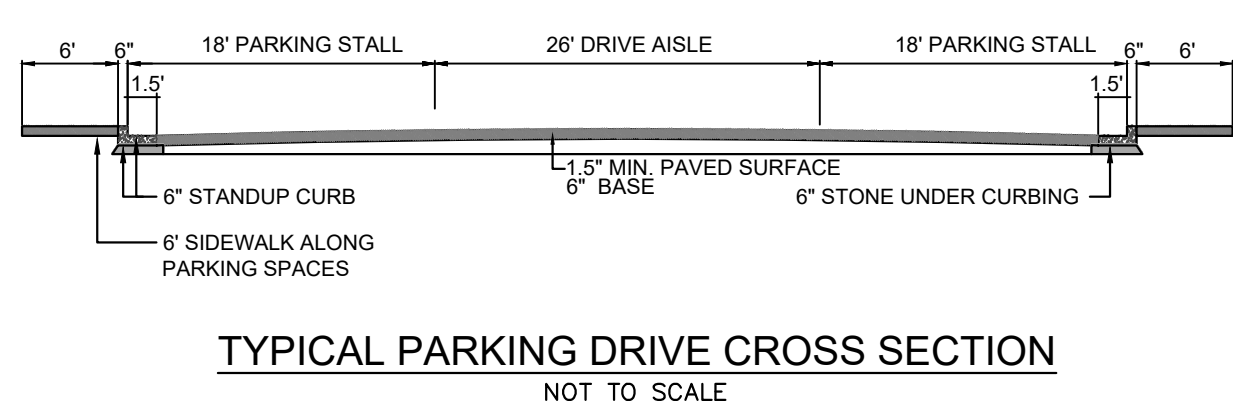 6' 6" 18' PARKING STALL 26' DRIVE AISLE 18' PARKING STALL 6" 6'
1.5' 1.5'
1.5" MIN. PAVED SURFACE
6" BASE
6" STANDUP CURB
6" STONE UNDER CURBING
6' SIDEWALK ALONG
PARKING SPACES
TYPICAL PARKING DRIVE CROSS SECTION
NOT TO SCALE